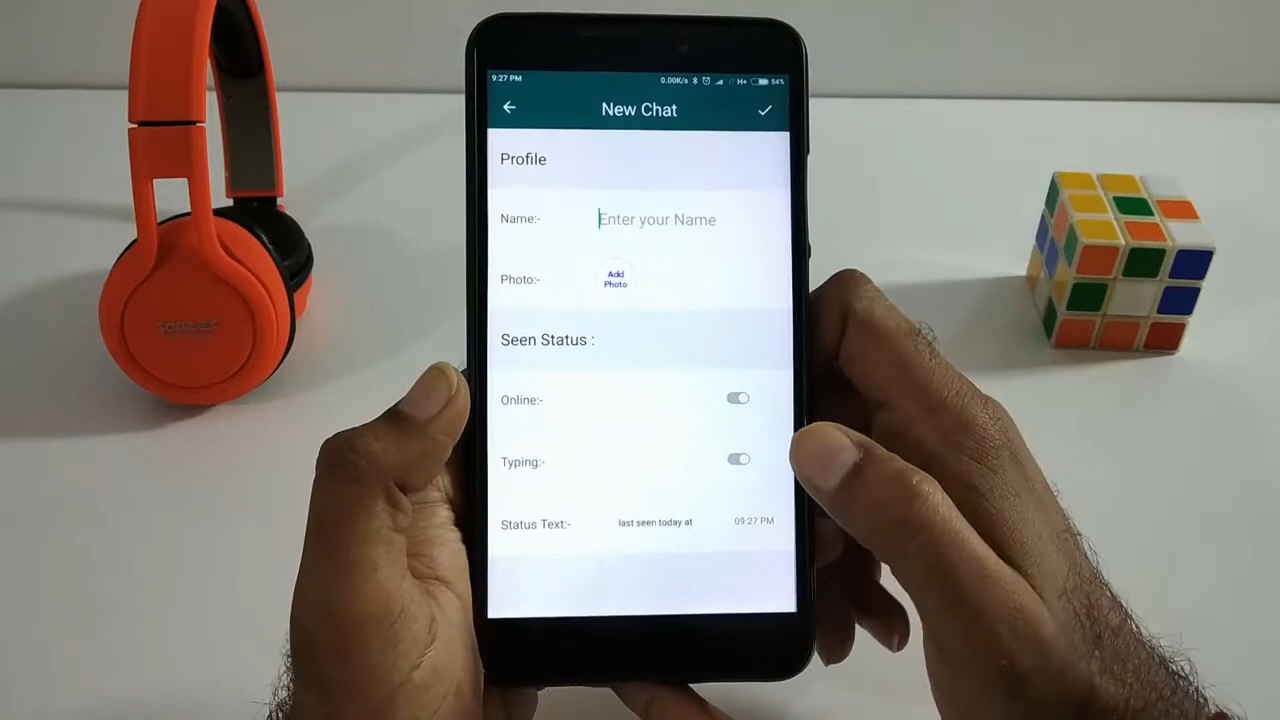 9:27 PM 0.00K/s H+ 54%
New Chat
Profile
Name:- Enter your Name
Photo:- Add
Photo
Seen Status :
Online:-
Typing:-
Status Text:- last seen today at 09:27 PM